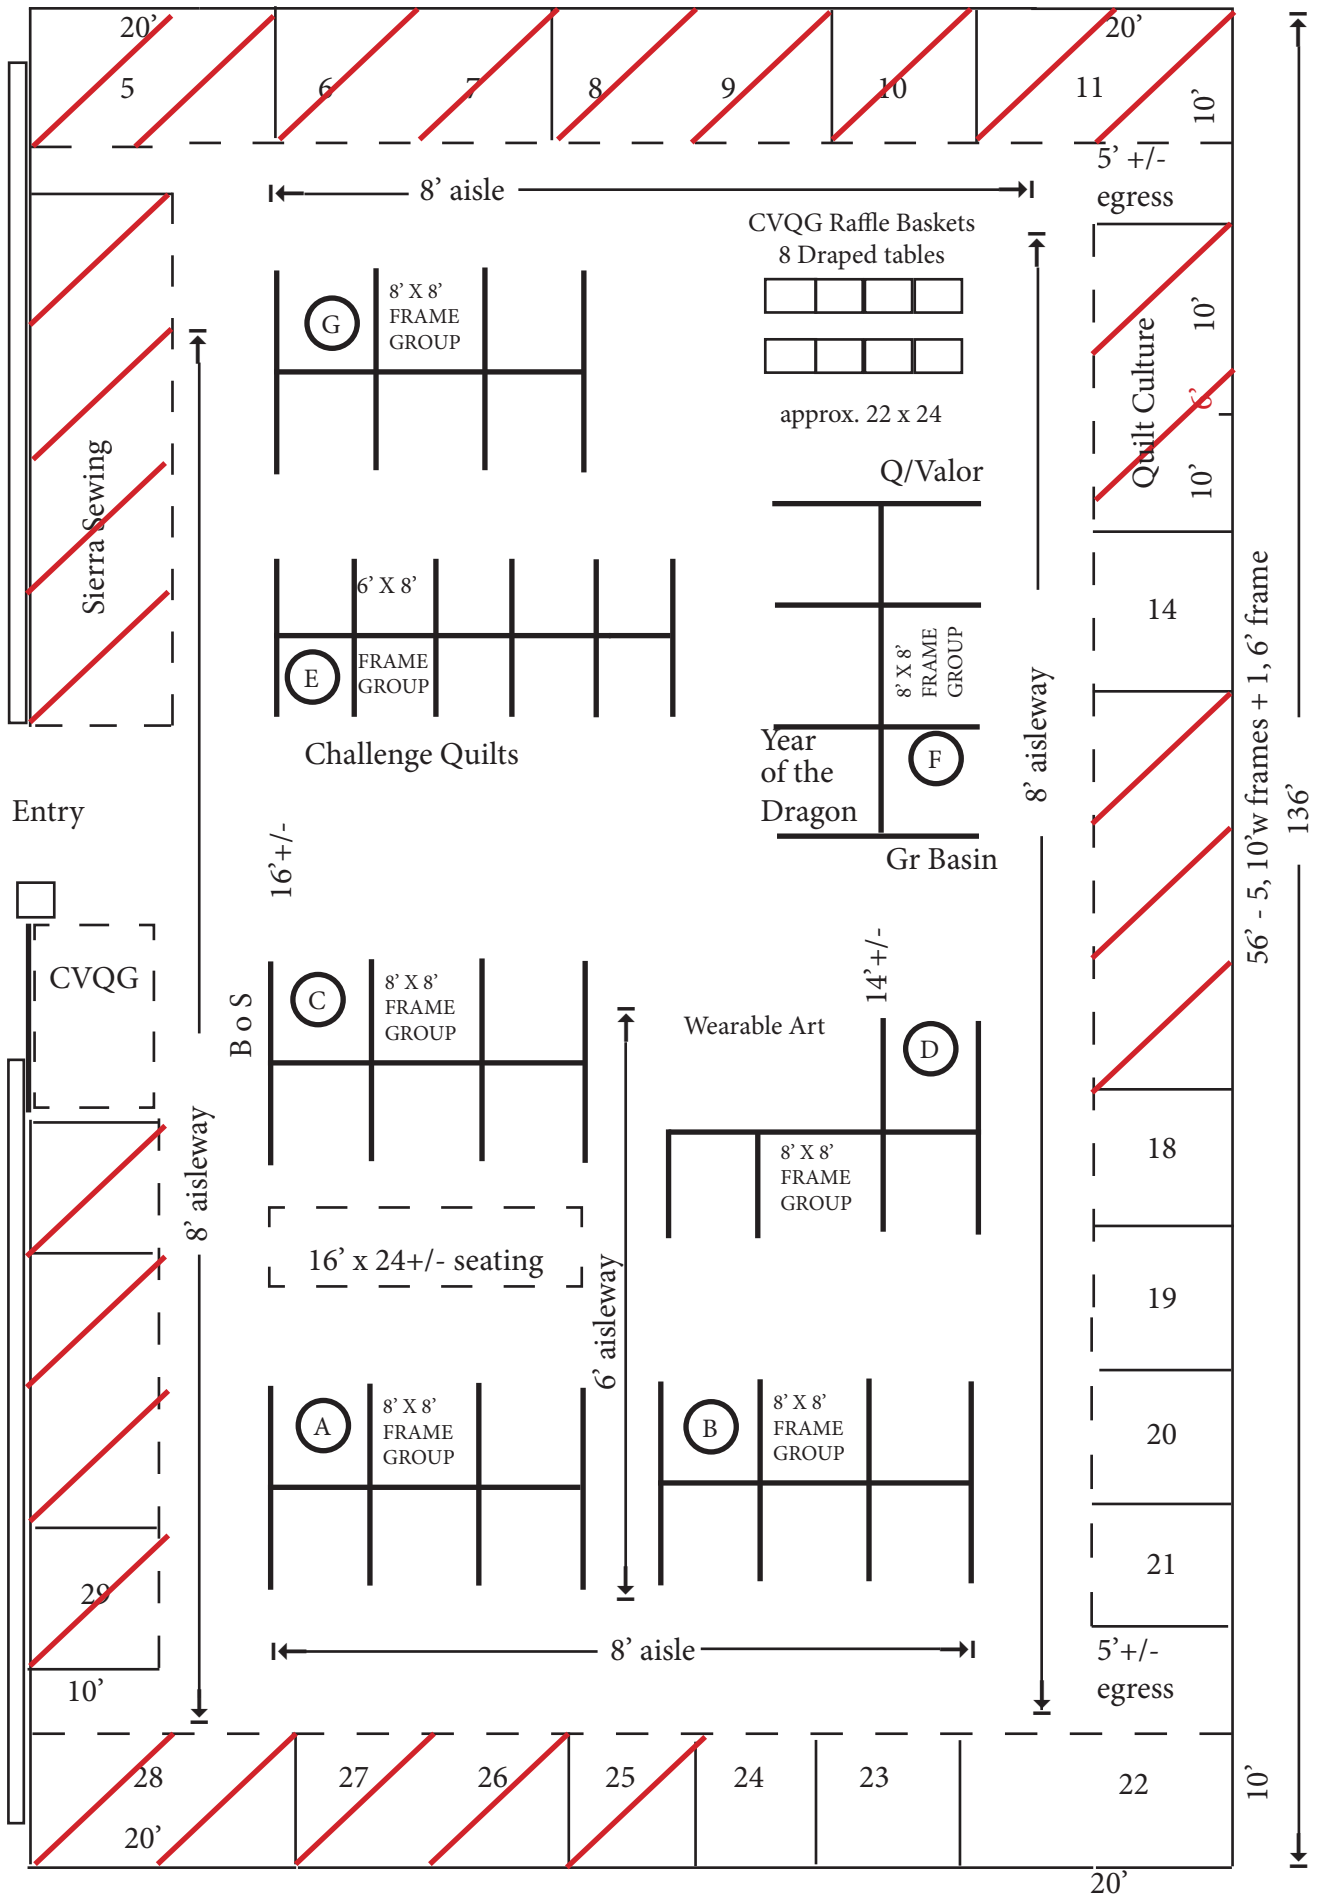 20’
20’
5
6
7
8
9
10
11
10’
5’ +/-
egress
8’ aisle
CVQG Raffle Baskets
8 Draped tables
approx. 22 x 24
G
8’ X 8’
FRAME
GROUP
Sierra Sewing
Quilt Culture
10’
6’
10’
Q/Valor
14
6’ X 8’
FRAME
GROUP
E
Challenge Quilts
8’ X 8’
FRAME
GROUP
Year
of the
Dragon
F
Gr Basin
8’ aisleway
56’ - 5, 10’w frames + 1, 6’ frame
136’
Entry
16’+/-
14’+/-
CVQG
B o S
C
8’ X 8’
FRAME
GROUP
Wearable Art
D
8’ X 8’
FRAME
GROUP
18
8’ aisleway
16’ x 24+/- seating
6’ aisleway
19
A
8’ X 8’
FRAME
GROUP
B
8’ X 8’
FRAME
GROUP
20
21
29
10’
8’ aisle
5’+/-
egress
28
27
26
25
24
23
22
10’
20’
20’